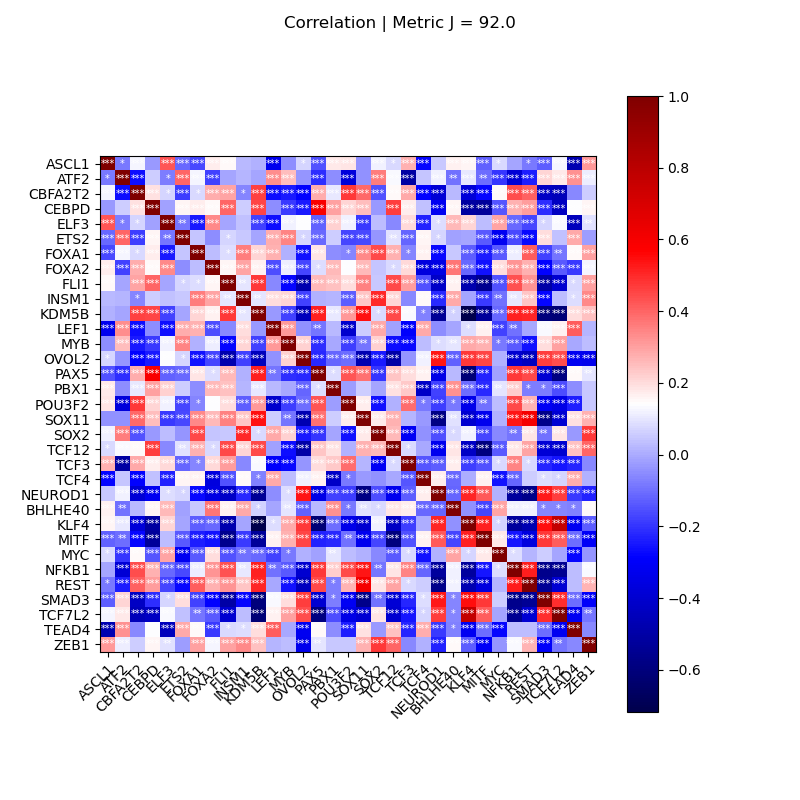 Correlation | Metric J = 92.0
ASCL1
ATF2
CBFA2T2
CEBPD
ELF3
ETS2
FOXA1
FOXA2
FLI1
INSM1
KDM5B
LEF1
MYB
OVOL2
PAX5
PBX1
POU3F2
SOX11
SOX2
TCF12
TCF3
TCF4
NEUROD1
BHLHE40
KLF4
MITF
MYC
NFKB1
REST
SMAD3
TCF7L2
TEAD4
ZEB1
ASCL1
ATF2
CBFA2T2
CEBPD
ELF3
ETS2
FOXA1
FOXA2
FLI1
INSM1
KDM5B
LEF1
MYB
OVOL2
PAX5
PBX1
POU3F2
SOX11
SOX2
TCF12
TCF3
TCF4
NEUROD1
BHLHE40
KLF4
MITF
MYC
NFKB1
REST
SMAD3
TCF7L2
TEAD4
ZEB1
1.0
0.8
0.6
0.4
0.2
0.0
−0.2
−0.4
−0.6